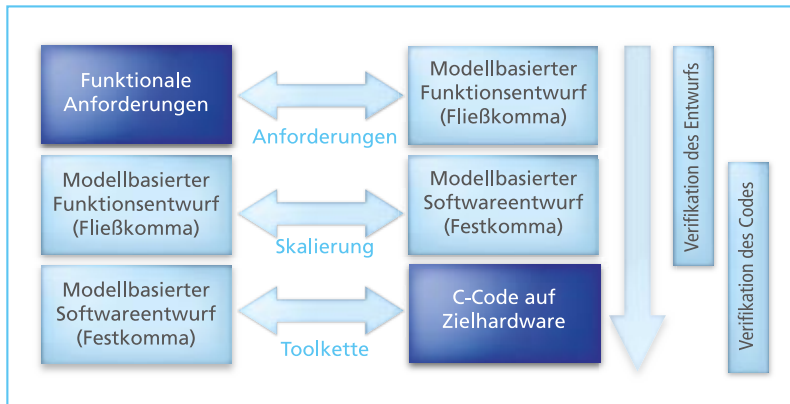 Funktionale
Anforderungen
Modellbasierter
Funktionsentwurf
(Fließkomma)
Anforderungen
Modellbasierter
Funktionsentwurf
(Fließkomma)
Modellbasierter
Softwareentwurf
(Festkomma)
Skalierung
Modellbasierter
Softwareentwurf
(Festkomma)
C-Code auf
Zielhardware
Toolkette
Verifikation des Entwurfs
Verifikation des Codes